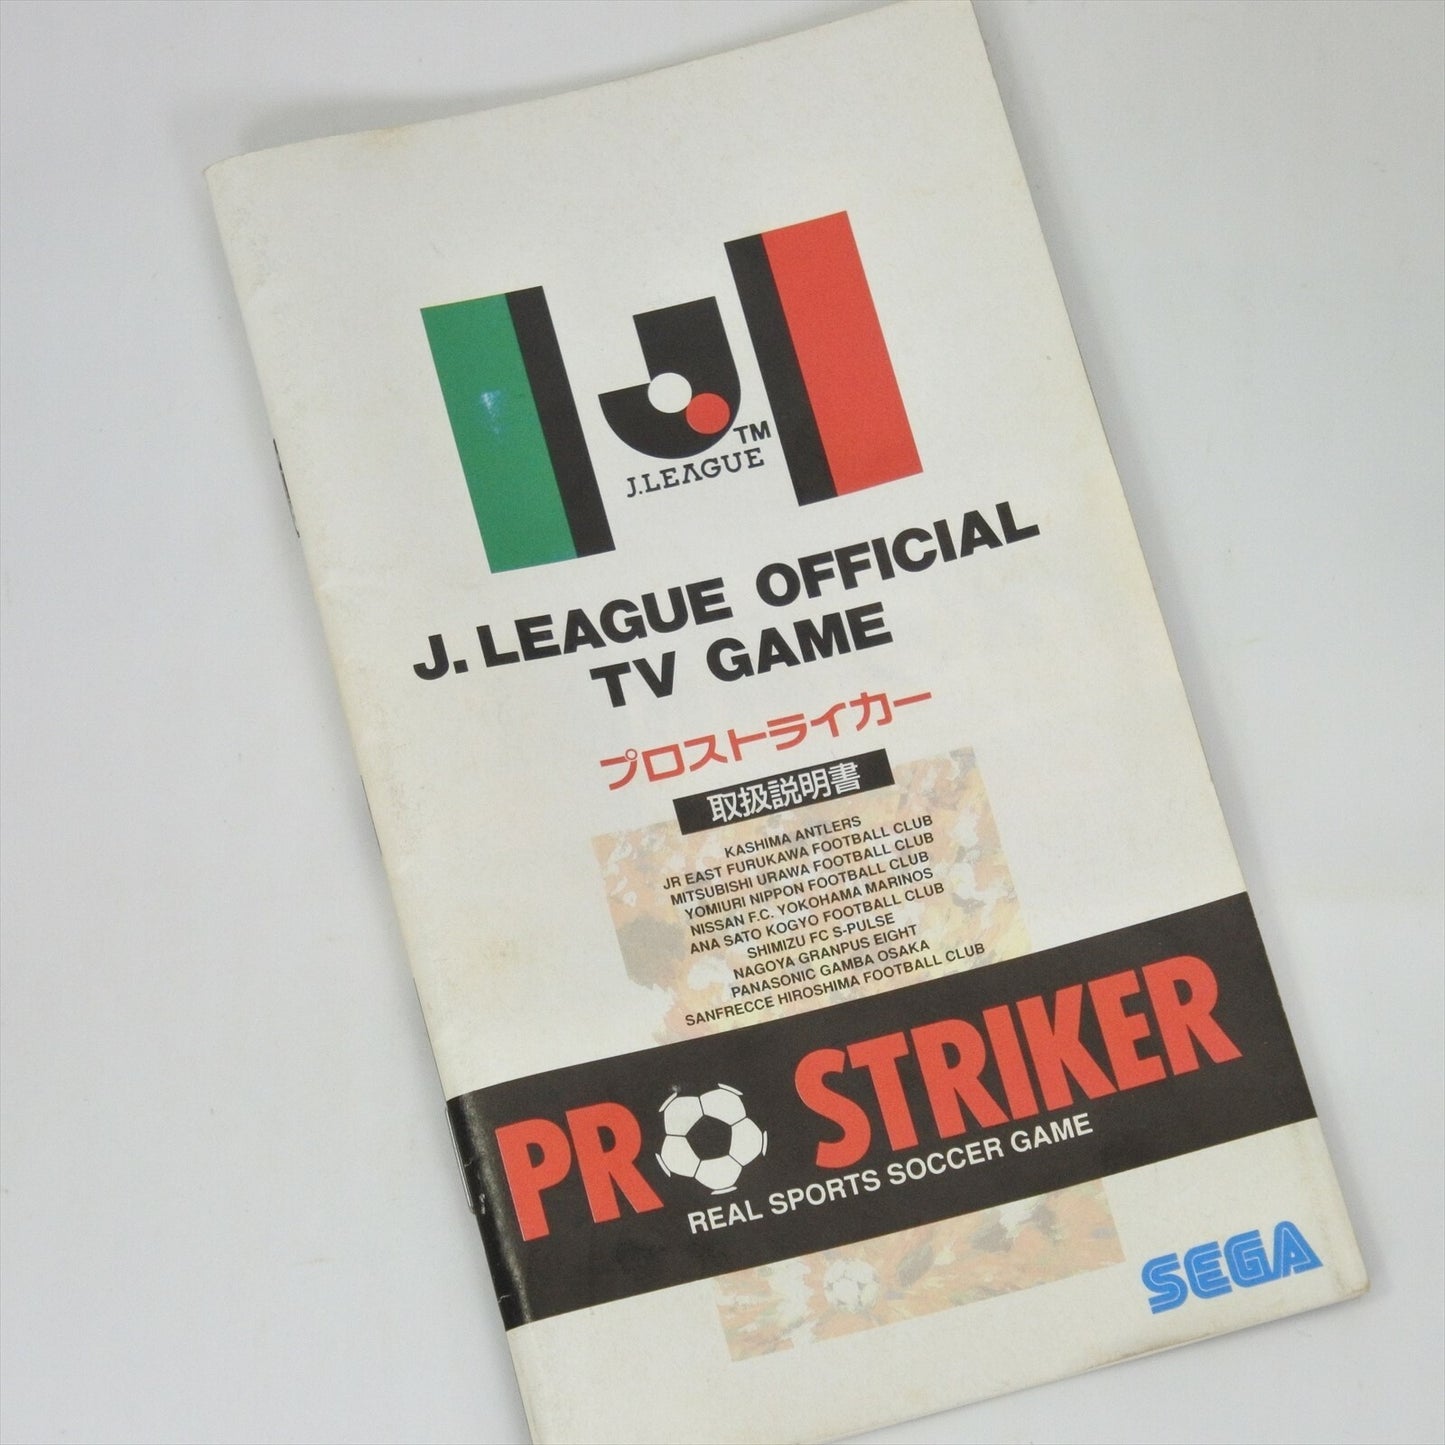 TM
J.LEAGUE
J. LEAGUE OFFICIAL
TV GAME
プロストライカー
取扱説明書
KASHIMA ANTLERS
JR EAST FURUKAWA FOOTBALL CLUB
MITSUBISHI URAWA FOOTBALL CLUB
YOMIURI NIPPON FOOTBALL CLUB
NISSAN F.C. YOKOHAMA MARINOS
ANA SATO KOGYO FOOTBALL CLUB
SHIMIZU FC S-PULSE
NAGOYA GRANPUS EIGHT
PANASONIC GAMBA OSAKA
SANFRECCE HIROSHIMA FOOTBALL CLUB
PRO STRIKER
REAL SPORTS SOCCER GAME
SEGA